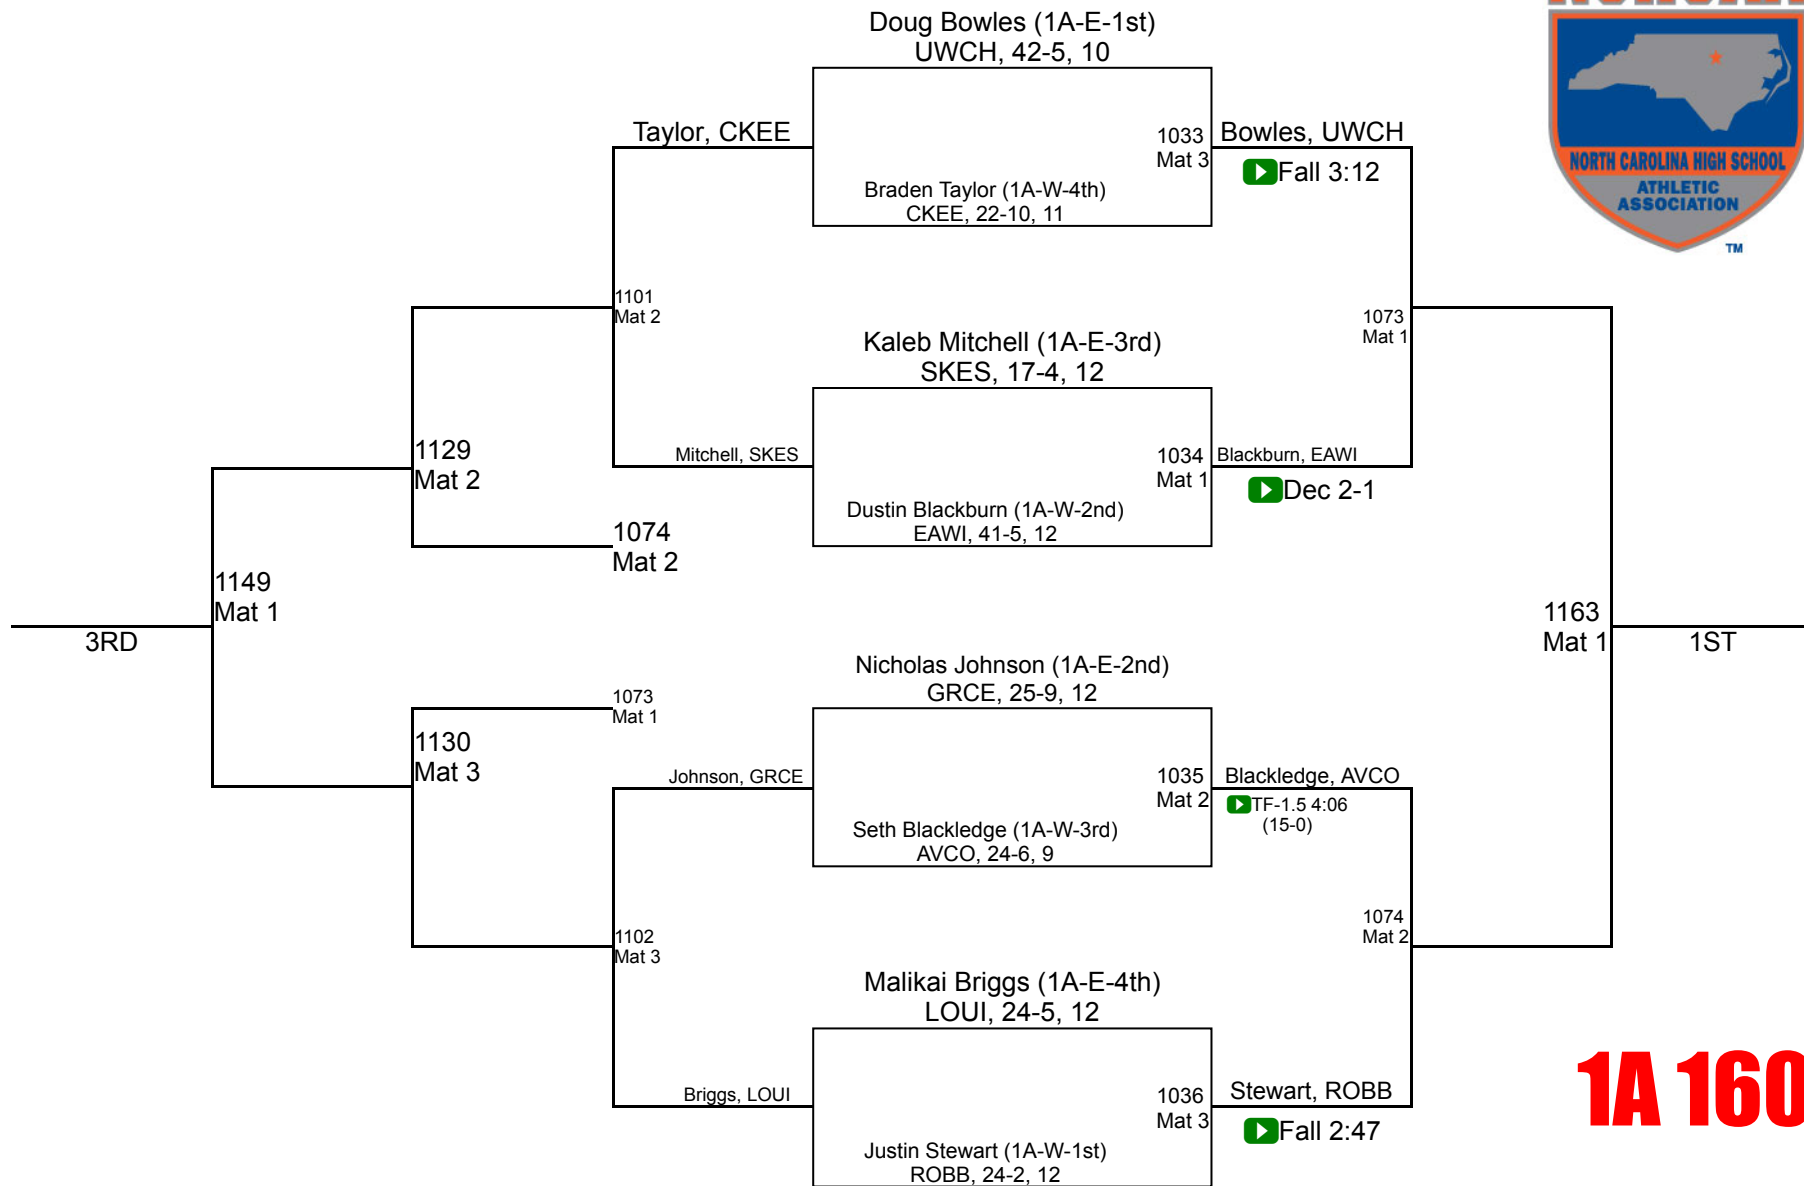 Doug Bowles (1A-E-1st)
UWCH, 42-5, 10
Taylor, CKEE
1033
Mat 3
Bowles, UWCH
Fall 3:12
Braden Taylor (1A-W-4th)
CKEE, 22-10, 11
NORTH CAROLINA HIGH SCHOOL
ATHLETIC
ASSOCIATION
TM
1101
Mat 2
1073
Mat 1
Kaleb Mitchell (1A-E-3rd)
SKES, 17-4, 12
1129
Mat 2
Mitchell, SKES
1034
Mat 1
Blackburn, EAWI
Dec 2-1
Dustin Blackburn (1A-W-2nd)
EAWI, 41-5, 12
1074
Mat 2
1149
Mat 1
3RD
1163
Mat 1
1ST
Nicholas Johnson (1A-E-2nd)
GRCE, 25-9, 12
1073
Mat 1
1130
Mat 3
Johnson, GRCE
1035
Mat 2
Blackledge, AVCO
TF-1.5 4:06
(15-0)
Seth Blackledge (1A-W-3rd)
AVCO, 24-6, 9
1102
Mat 3
1074
Mat 2
Malikai Briggs (1A-E-4th)
LOUI, 24-5, 12
Briggs, LOUI
1036
Mat 3
Stewart, ROBB
Fall 2:47
Justin Stewart (1A-W-1st)
ROBB, 24-2, 12
1A 160